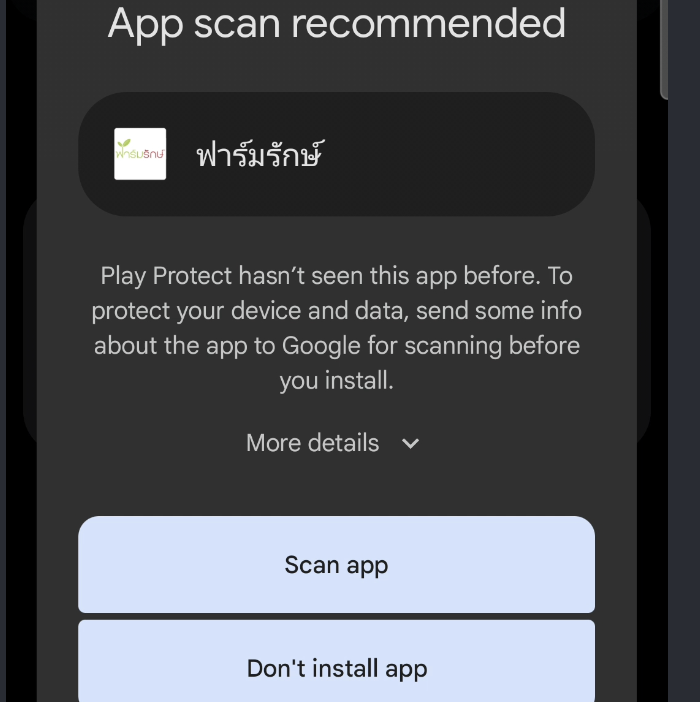 App scan recommended
ฟาร์มรักษ์
ฟาร์มรักษ์
Play Protect hasn’t seen this app before. To
protect your device and data, send some info
about the app to Google for scanning before
you install.
More details
Scan app
Don't install app